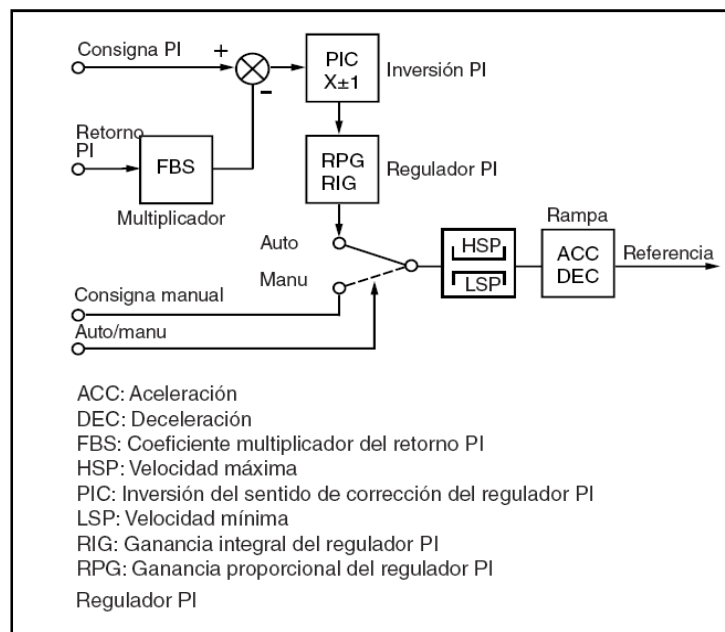 Consigna PI
+
-
PIC
X±1
Inversión PI
Retorno
PI
FBS
Multiplicador
RPG
RIG
Regulador PI
Auto
Manu
HSP
LSP
Rampa
ACC
DEC
Referencia
Consigna manual
Auto/manu
ACC: Aceleración
DEC: Deceleración
FBS: Coeficiente multiplicador del retorno PI
HSP: Velocidad máxima
PIC: Inversión del sentido de corrección del regulador PI
LSP: Velocidad mínima
RIG: Ganancia integral del regulador PI
RPG: Ganancia proporcional del regulador PI
Regulador PI